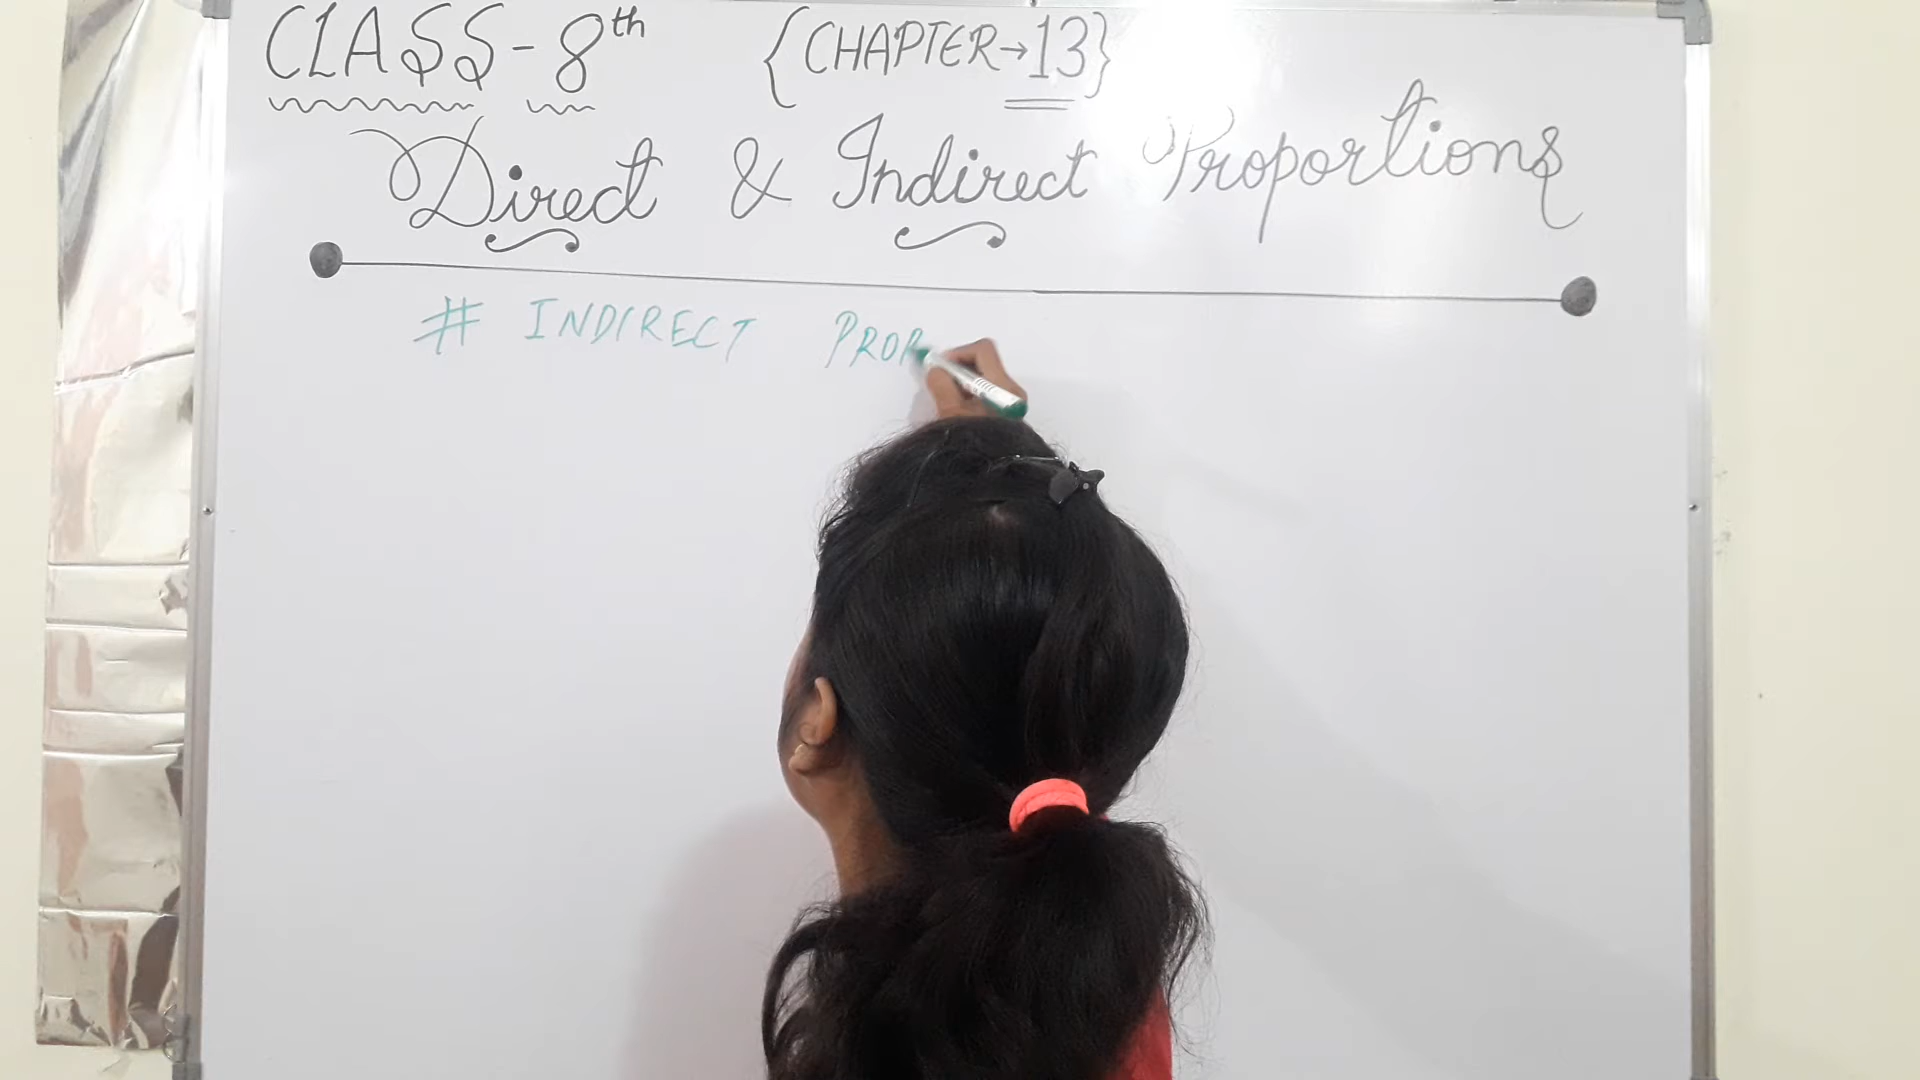 CLASS-8th {CHAPTER→13}
Direct & Indirect Proportions
# INDIRECT PROP